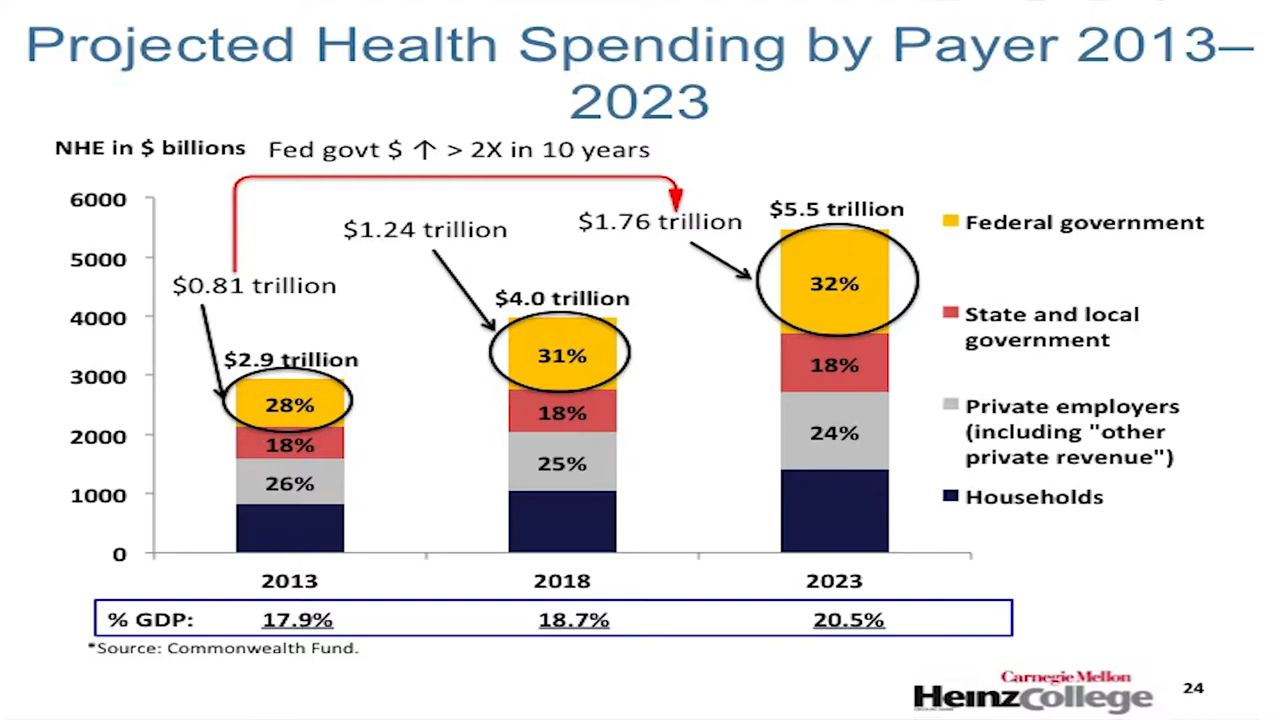 Projected Health Spending by Payer 2013–
2023
NHE in $ billions
Fed govt $ ↑ > 2X in 10 years
6000
5000
4000
3000
2000
1000
0
$0.81 trillion
$1.24 trillion
$1.76 trillion
$2.9 trillion
$4.0 trillion
$5.5 trillion
28%
18%
26%
31%
18%
25%
32%
18%
24%
Federal government
State and local
government
Private employers
(including "other
private revenue")
Households
2013
2018
2023
% GDP: 17.9% 18.7% 20.5%
*Source: Commonwealth Fund.
Carnegie Mellon
HeinzCollege
24